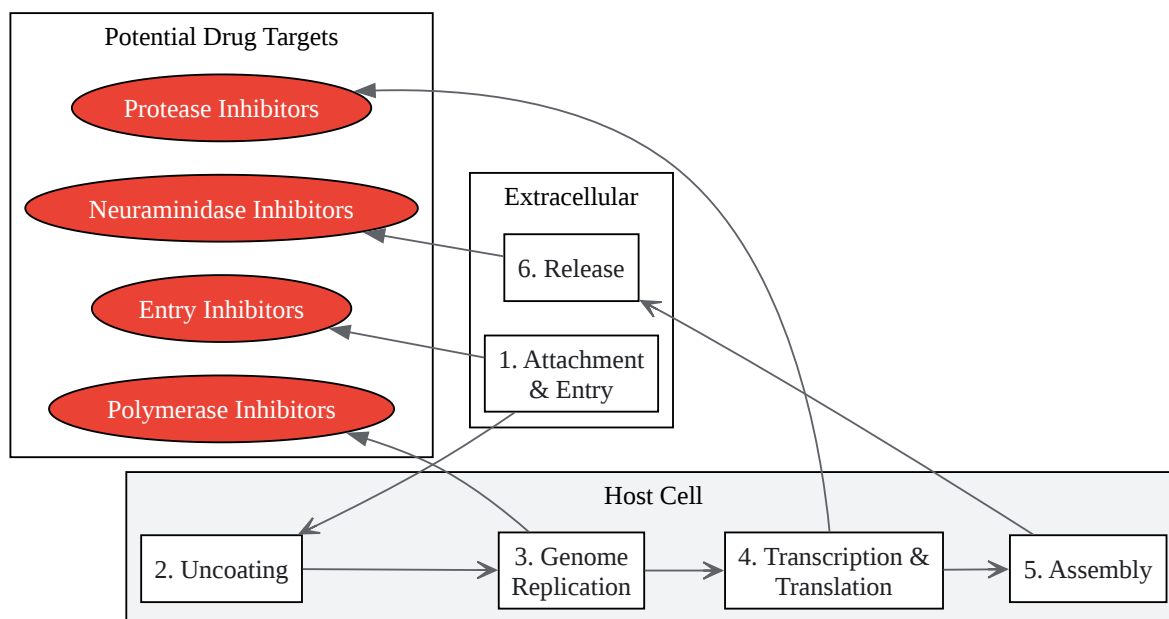 Potential Drug Targets
Protease Inhibitors
Neuraminidase Inhibitors
Entry Inhibitors
Polymerase Inhibitors
Extracellular
6. Release
1. Attachment
& Entry
Host Cell
2. Uncoating
3. Genome
Replication
4. Transcription &
Translation
5. Assembly